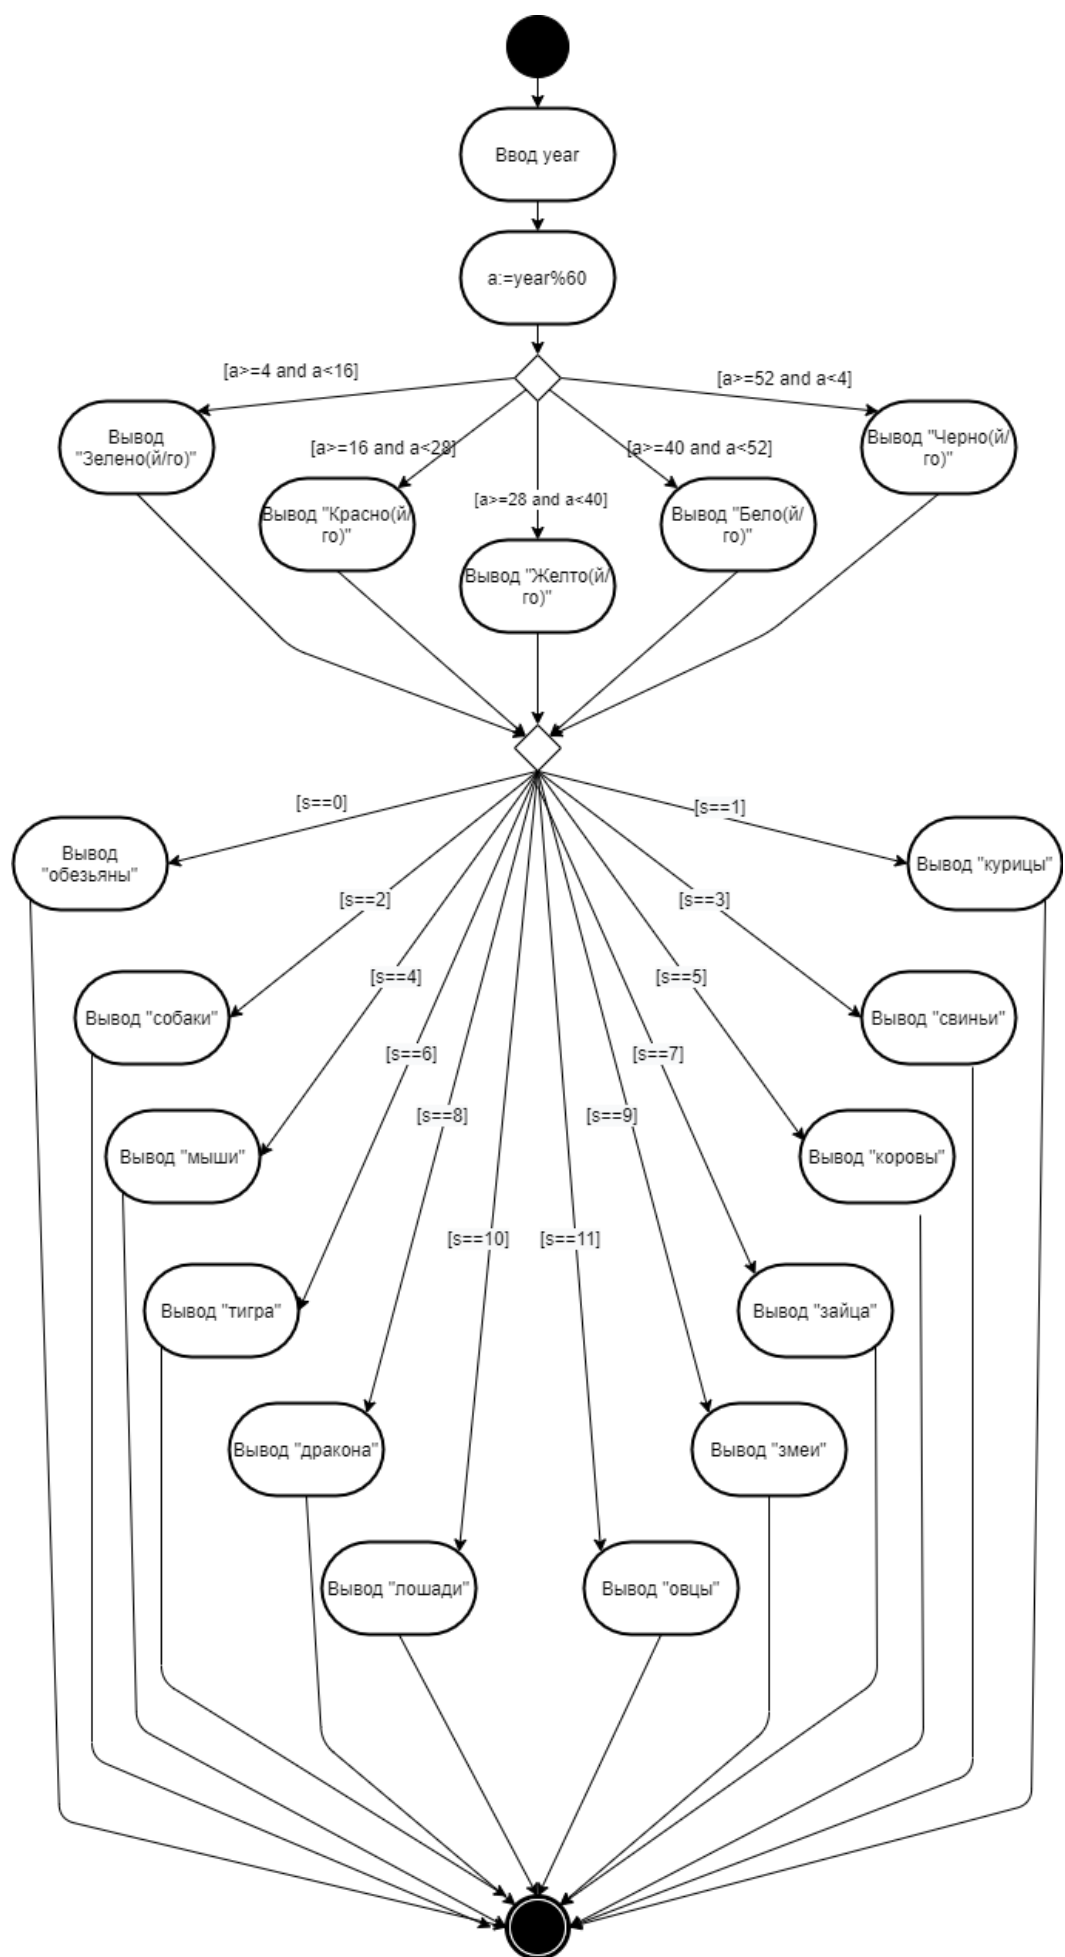 Ввод year
a:=year%60
[a>=4 and a<16]
[a>=52 and a<4]
Вывод
"Зелено(й/го)"
Вывод "Черно(й/
го)"
[a>=16 and a<28]
[a>=40 and a<52]
[a>=28 and a<40]
Вывод "Красно(й/
го)"
Вывод "Бело(й/
го)"
Вывод "Желто(й/
го)"
[s==0]
[s==1]
Вывод
"обезьяны"
Вывод "курицы"
[s==2]
[s==3]
[s==4]
[s==5]
Вывод "собаки"
Вывод "свиньи"
[s==6]
[s==7]
[s==8]
[s==9]
Вывод "мыши"
Вывод "коровы"
[s==10]
[s==11]
Вывод "тигра"
Вывод "зайца"
Вывод "дракона"
Вывод "змеи"
Вывод "лошади"
Вывод "овцы"